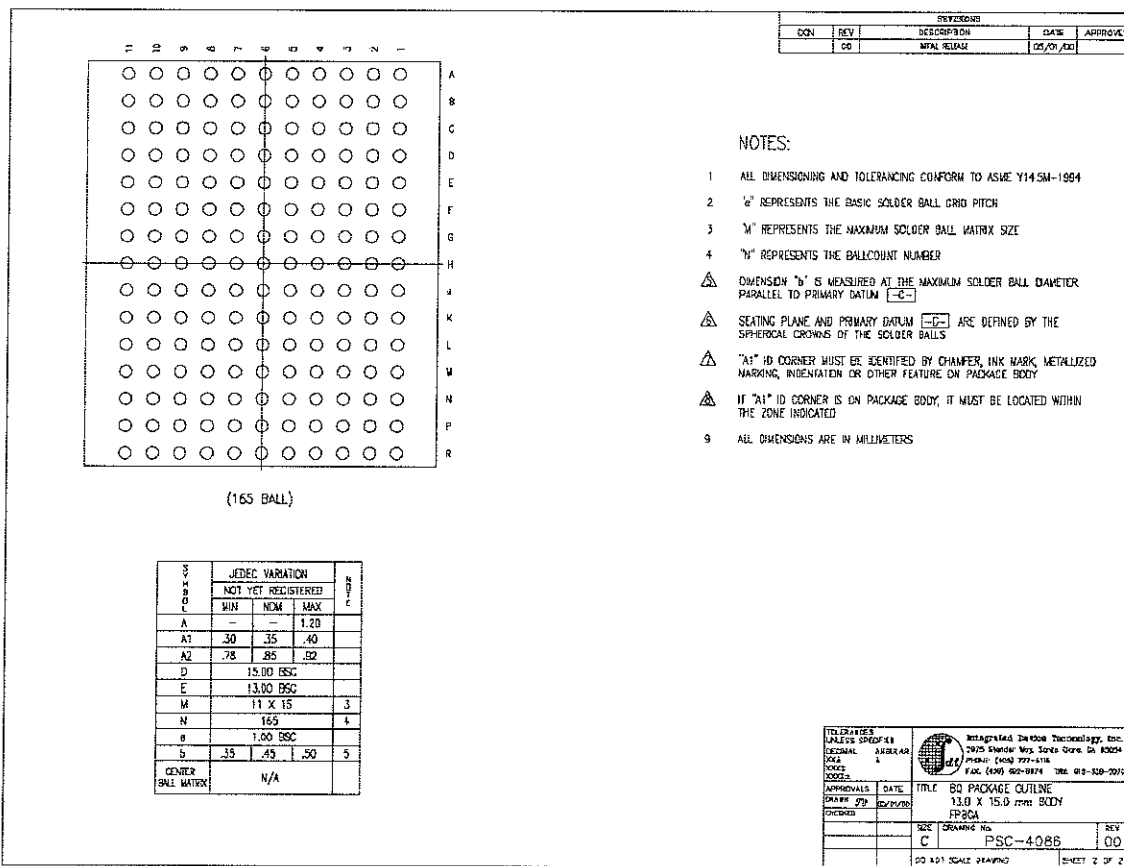 REVISIONS
DCN REV DESCRIPTION DATE APPROVED
00 INITIAL RELEASE 05/01/00
11 10 9 8 7 6 5 4 3 2 1
A
B
C
D
E
F
G
H
J
K
L
M
N
P
R
(165 BALL)
NOTES:
1 ALL DIMENSIONING AND TOLERANCING CONFORM TO ASME Y14.5M-1994
2 "e" REPRESENTS THE BASIC SOLDER BALL GRID PITCH
3 "M" REPRESENTS THE MAXIMUM SOLDER BALL MATRIX SIZE
4 "N" REPRESENTS THE BALLCOUNT NUMBER
5 DIMENSION "b" IS MEASURED AT THE MAXIMUM SOLDER BALL DIAMETER
PARALLEL TO PRIMARY DATUM -C-
6 SEATING PLANE AND PRIMARY DATUM -C- ARE DEFINED BY THE
SPHERICAL CROWNS OF THE SOLDER BALLS
7 "A1" ID CORNER MUST BE IDENTIFIED BY CHAMFER, INK MARK, METALLIZED
MARKING, INDENTATION OR OTHER FEATURE ON PACKAGE BODY
8 IF "A1" ID CORNER IS ON PACKAGE BODY, IT MUST BE LOCATED WITHIN
THE ZONE INDICATED
9 ALL DIMENSIONS ARE IN MILLIMETERS
SYMBOL JEDEC VARIATION NOTE
NOT YET REGISTERED
MIN NOM MAX
A — — 1.20
A1 .30 .35 .40
A2 .78 .85 .92
D 15.00 BSC
E 13.00 BSC
M 11 X 15 3
N 165 4
e 1.00 BSC
b .35 .45 .50 5
CENTER
BALL MATRIX N/A
TOLERANCES
UNLESS SPECIFIED
DECIMAL ANGULAR
idt
Integrated Device Technology, Inc.
2975 Stender Way, Santa Clara, CA 95054
APPROVALS DATE
DRAWN
CHECKED
TITLE BQ PACKAGE OUTLINE
13.0 X 15.0 mm BODY
FPBGA
SIZE DRAWING No. REV
C PSC-4086 00
DO NOT SCALE DRAWING SHEET 2 OF 2